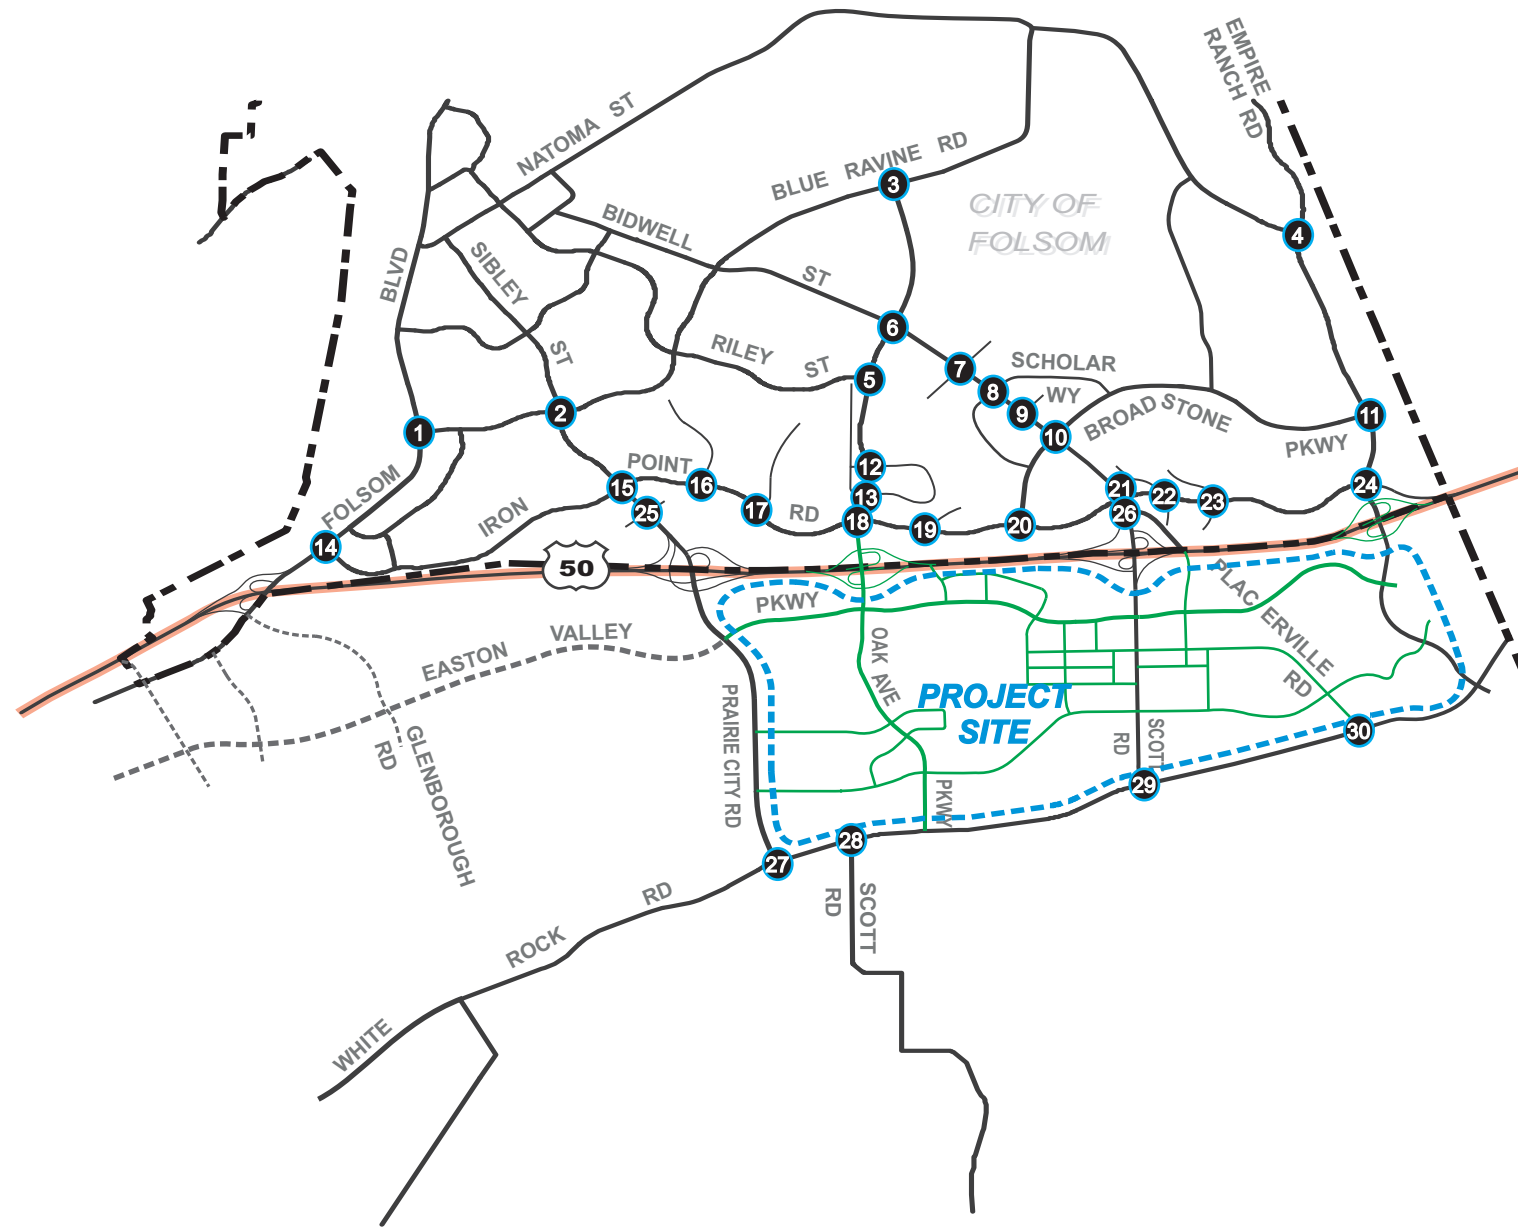 EMPIRE
RANCH RD
NATOMA ST
BLUE RAVINE RD
3
CITY OF
FOLSOM
BIDWELL ST
4
BLVD
SIBLEY ST
6
RILEY ST
7
SCHOLAR
5
8
WY
9
BROAD STONE
PKWY
11
2
1
10
POINT
12
FOLSOM
15
16
13
21
22
23
24
IRON
17
RD
18
19
20
25
26
14
50
PKWY
PLAC ERVILLE
RD
VALLEY
EASTON
OAK AVE
PROJECT
SITE
PRAIRIE CITY RD
GLENBOROUGH
RD
SCOTT
RD
30
PKWY
29
28
27
SCOTT
RD
RD
ROCK
WHITE